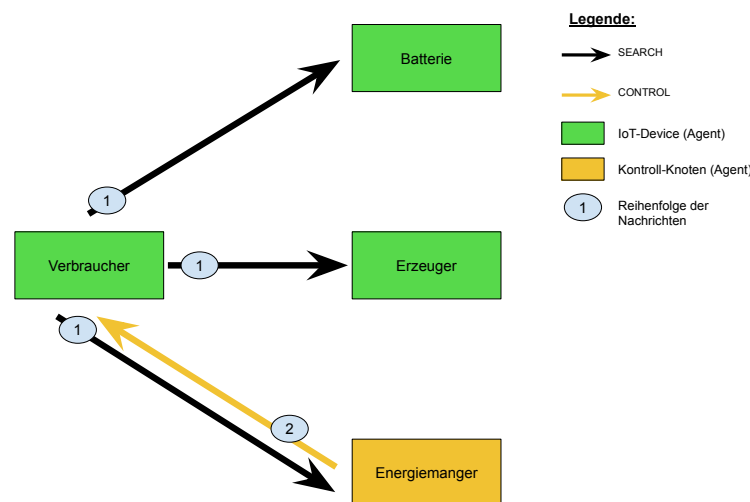 Legende:
SEARCH
CONTROL
IoT-Device (Agent)
Kontroll-Knoten (Agent)
1
Reihenfolge der
Nachrichten
Batterie
1
Verbraucher
1
Erzeuger
1
2
Energiemanger